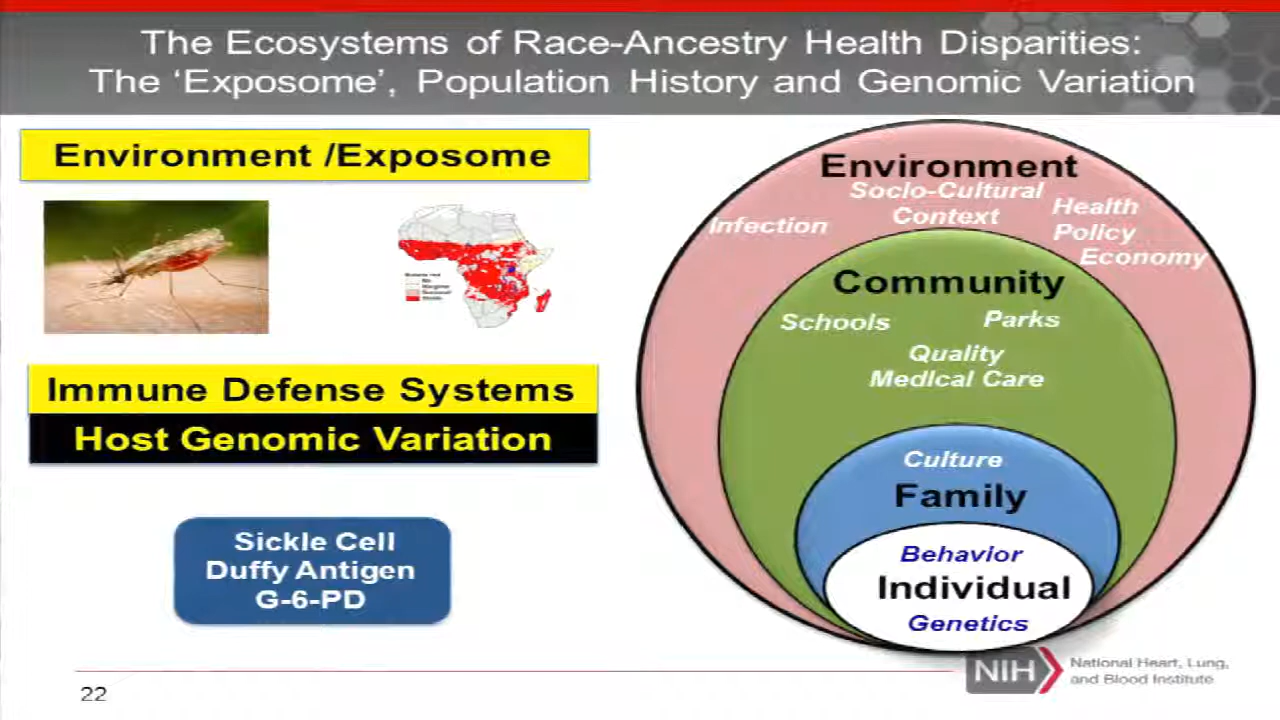 The Ecosystems of Race-Ancestry Health Disparities:
The ‘Exposome’, Population History and Genomic Variation
Environment /Exposome
Immune Defense Systems
Host Genomic Variation
Sickle Cell
Duffy Antigen
G-6-PD
Environment
Socio-Cultural
Context
Infection
Health
Policy
Economy
Community
Schools
Parks
Quality
Medical Care
Culture
Family
Behavior
Individual
Genetics
NIH
National Heart, Lung,
and Blood Institute
22